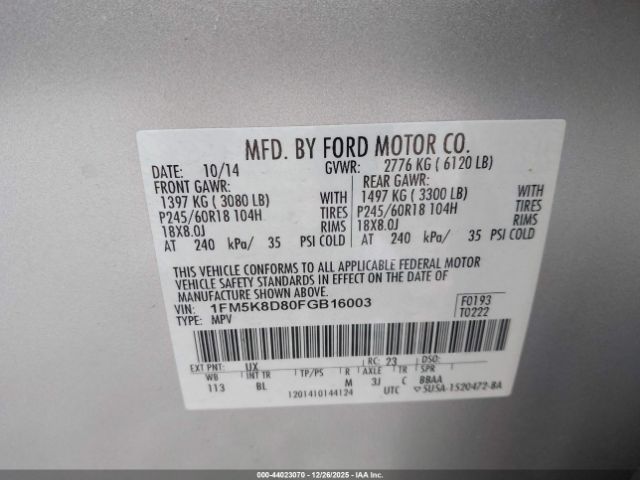 MFD. BY FORD MOTOR CO.
DATE: 10/14 GVWR: 2776 KG ( 6120 LB)
FRONT GAWR: REAR GAWR:
1397 KG ( 3080 LB) WITH 1497 KG ( 3300 LB) WITH
P245/60R18 104H TIRES P245/60R18 104H TIRES
18X8.0J RIMS 18X8.0J RIMS
AT 240 kPa/ 35 PSI COLD AT 240 kPa/ 35 PSI COLD
THIS VEHICLE CONFORMS TO ALL APPLICABLE FEDERAL MOTOR
VEHICLE SAFETY STANDARDS IN EFFECT ON THE DATE OF
MANUFACTURE SHOWN ABOVE.
VIN: 1FM5K8D80FGB16003 F0193
TYPE: MPV T0222
EXT PNT: UX RC: 23 DSO:
WB INT TR TP/PS R AXLE TR SPR
113 BL M 3J C BBAA
1201410144124 UTC SU5A-1520472-BA
000-44023070 - 12/26/2025 - IAA Inc.